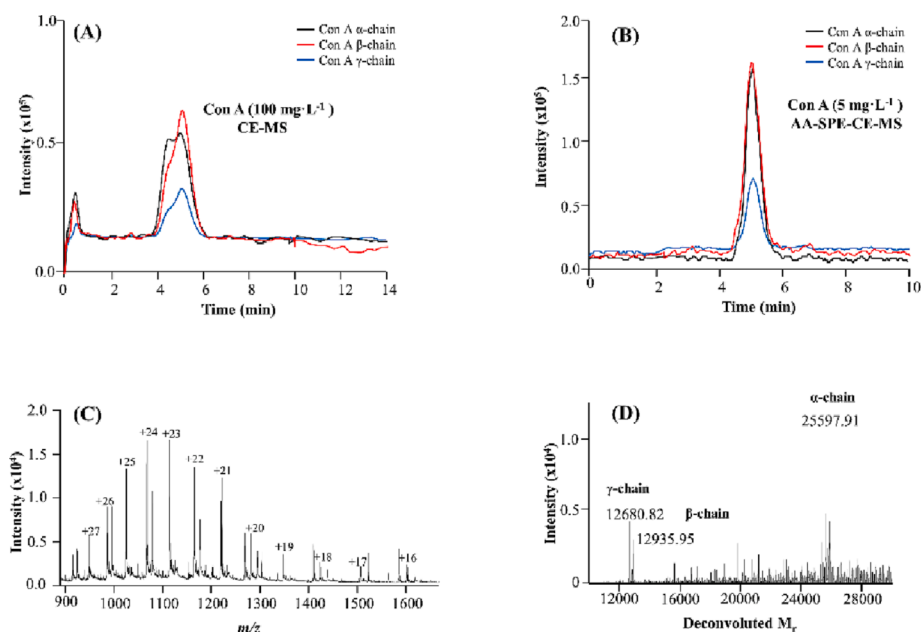 (A)
1.0
0.5
0.0
Intensity (x10⁵)
Con A α-chain
Con A β-chain
Con A γ-chain
Con A (100 mg·L⁻¹)
CE-MS
0 2 4 6 8 10 12 14
Time (min)
(B)
2.0
1.5
1.0
0.5
0.0
Intensity (x10⁵)
Con A α-chain
Con A β-chain
Con A γ-chain
Con A (5 mg·L⁻¹)
AA-SPE-CE-MS
0 2 4 6 8 10
Time (min)
(C)
2.0
1.5
1.0
0.5
0.0
Intensity (x10⁴)
+27
+26
+25
+24
+23
+22
+21
+20
+19
+18
+17
+16
900 1000 1200 1300 1400 1500 1600
m/z
(D)
1.0
0.5
0.0
Intensity (x10⁴)
α-chain
25597.91
γ-chain
12680.82
β-chain
12935.95
12000 20000 24000 28000
Deconvoluted Mr